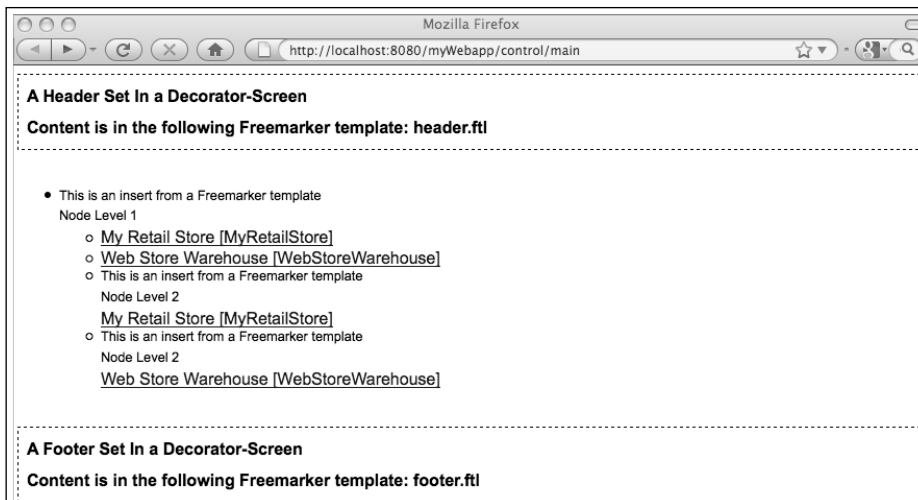 Mozilla Firefox
http://localhost:8080/myWebapp/control/main
A Header Set In a Decorator-Screen
Content is in the following Freemarker template: header.ftl
This is an insert from a Freemarker template
Node Level 1
My Retail Store [MyRetailStore]
Web Store Warehouse [WebStoreWarehouse]
This is an insert from a Freemarker template
Node Level 2
My Retail Store [MyRetailStore]
This is an insert from a Freemarker template
Node Level 2
Web Store Warehouse [WebStoreWarehouse]
A Footer Set In a Decorator-Screen
Content is in the following Freemarker template: footer.ftl